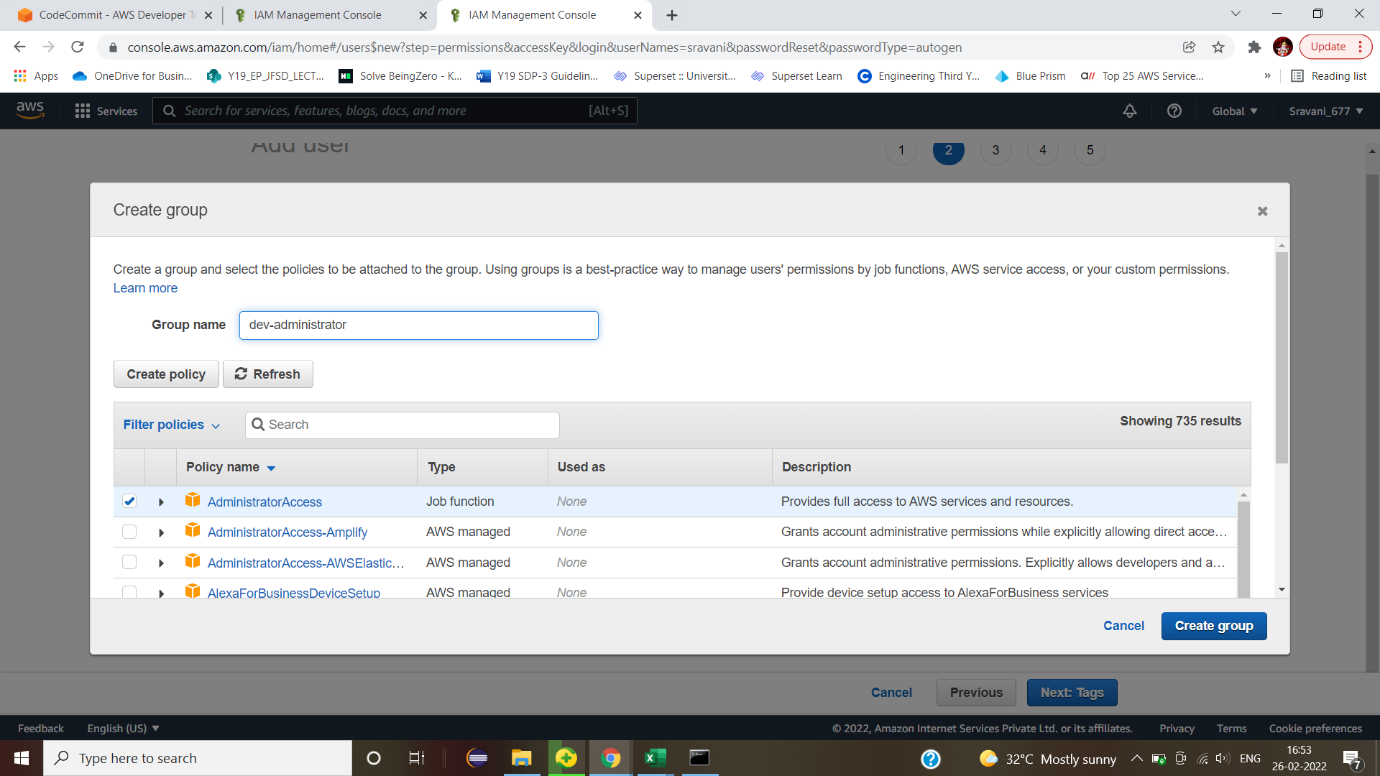 CodeCommit - AWS Developer T
IAM Management Console
IAM Management Console
console.aws.amazon.com/iam/home#/users$new?step=permissions&accessKey&login&userNames=sravani&passwordReset&passwordType=autogen
Update
Apps
OneDrive for Busin...
Y19_EP_JFSD_LECT...
Solve BeingZero - K...
Y19 SDP-3 Guidelin...
Superset :: Universit...
Superset Learn
Engineering Third Y...
Blue Prism
Top 25 AWS Service...
»
Reading list
aws
Services
Search for services, features, blogs, docs, and more
[Alt+S]
Global
Sravani_677
Add user
1 2 3 4 5
Create group
Create a group and select the policies to be attached to the group. Using groups is a best-practice way to manage users' permissions by job functions, AWS service access, or your custom permissions.
Learn more
Group name dev-administrator
Create policy Refresh
Filter policies Search Showing 735 results
Policy name Type Used as Description
AdministratorAccess Job function None Provides full access to AWS services and resources.
AdministratorAccess-Amplify AWS managed None Grants account administrative permissions while explicitly allowing direct acce...
AdministratorAccess-AWSElastic... AWS managed None Grants account administrative permissions. Explicitly allows developers and a...
AlexaForBusinessDeviceSetup AWS managed None Provide device setup access to AlexaForBusiness services
Cancel Create group
Cancel Previous Next: Tags
Feedback English (US) © 2022, Amazon Internet Services Private Ltd. or its affiliates. Privacy Terms Cookie preferences
Type here to search
32°C Mostly sunny
ENG
16:53
26-02-2022
7